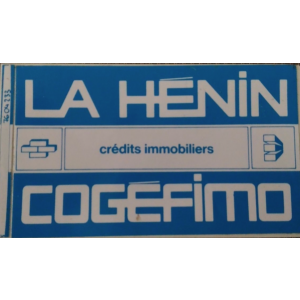 LA HÉNIN
crédits immobiliers
COGÉFIMO